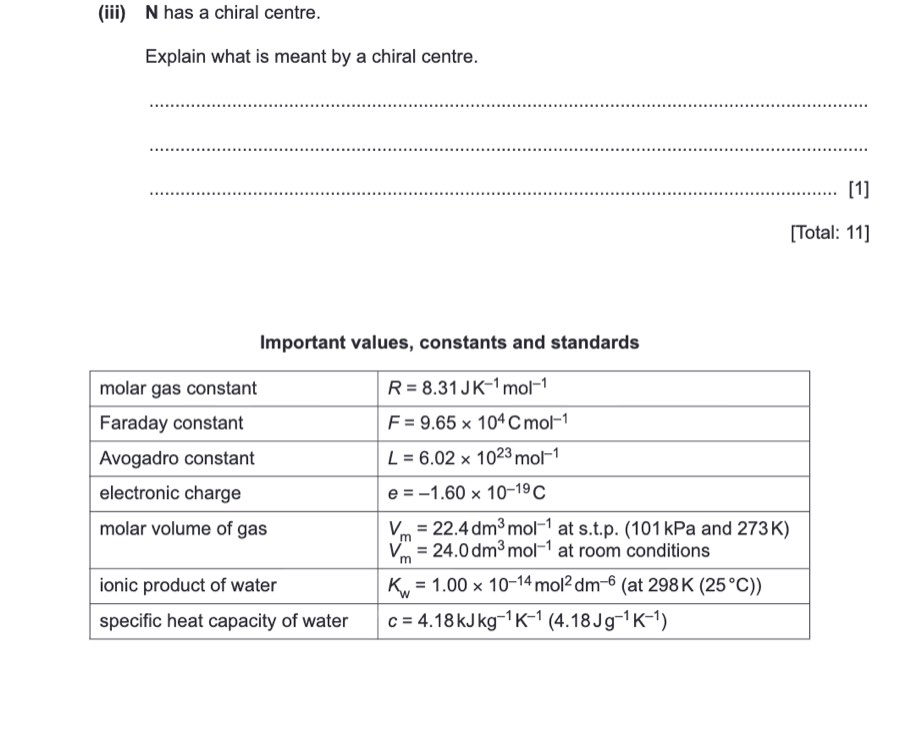 (iii) N has a chiral centre.
Explain what is meant by a chiral centre.
..........................................................................................................................................
..........................................................................................................................................
.................................................................................................................................... [1]
[Total: 11]
Important values, constants and standards
molar gas constant R = 8.31 J K⁻¹ mol⁻¹
Faraday constant F = 9.65 × 10⁴ C mol⁻¹
Avogadro constant L = 6.02 × 10²³ mol⁻¹
electronic charge e = −1.60 × 10⁻¹⁹ C
molar volume of gas Vₘ = 22.4 dm³ mol⁻¹ at s.t.p. (101 kPa and 273 K)
Vₘ = 24.0 dm³ mol⁻¹ at room conditions
ionic product of water K_w = 1.00 × 10⁻¹⁴ mol² dm⁻⁶ (at 298 K (25 °C))
specific heat capacity of water c = 4.18 kJ kg⁻¹ K⁻¹ (4.18 J g⁻¹ K⁻¹)